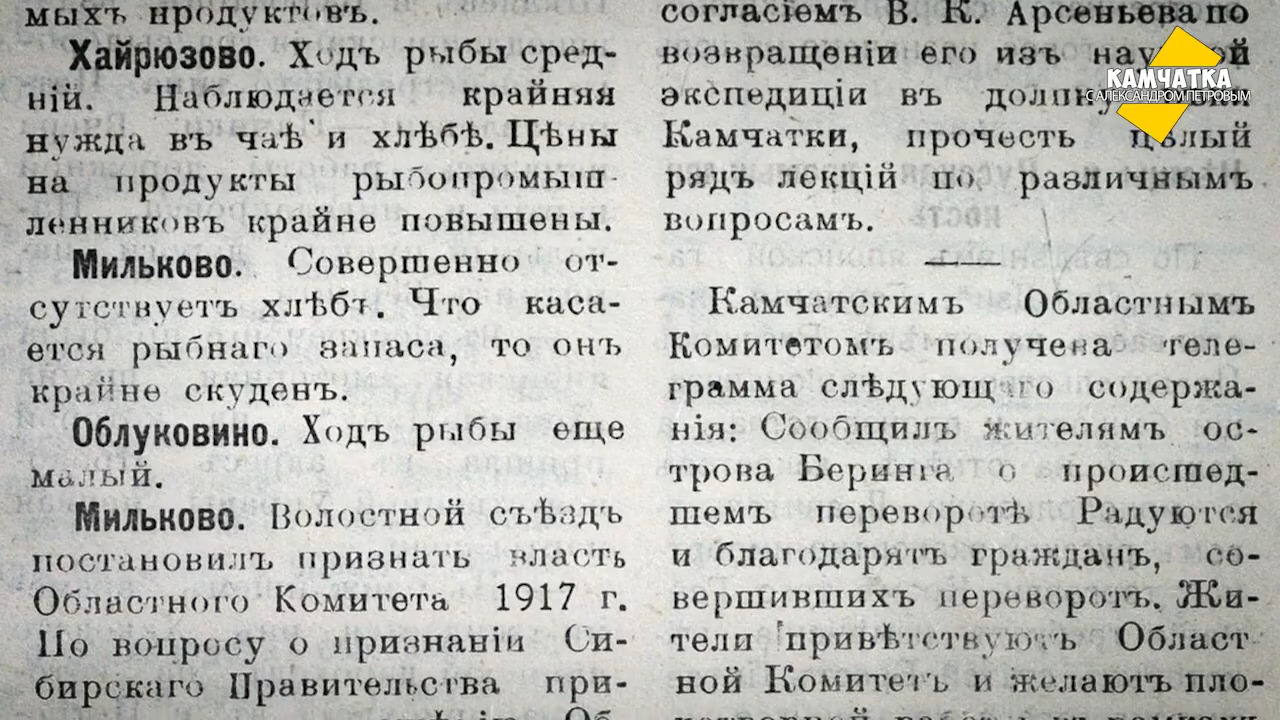 мыхъ продуктовъ.
Хайрюзово. Ходъ рыбы сред-
ній. Наблюдается крайняя
нужда въ чаѣ и хлѣбѣ. Цѣны
на продукты рыбопромыш-
ленниковъ крайне повышены.
Мильково. Совершенно от-
сутствуетъ хлѣбъ. Что каса-
ется рыбнаго запаса, то онъ
крайне скуденъ.
Облуковино. Ходъ рыбы еще
малый.
Мильково. Волостной съѣздъ
постановилъ признать власть
Областного Комитета 1917 г.
По вопросу о признаніи Си-
бирскаго Правительства при-
согласіемъ В. К. Арсеньева по
возвращеніи его изъ научной
экспедиціи въ долину
Камчатки, прочесть цѣлый
рядъ лекцій по различнымъ
вопросамъ.
Камчатскимъ Областнымъ
Комитетомъ получена теле-
грамма слѣдующаго содержа-
нія: Сообщилъ жителямъ ос-
трова Беринга о происшед-
шемъ переворотѣ Радуются
и благодарятъ гражданъ, со-
вершившихъ переворотъ. Жи-
тели привѣтствуютъ Област
ной Комитетъ и желаютъ пло-
КАМЧАТКА
С АЛЕКСАНДРОМ ПЕТРОВЫМ